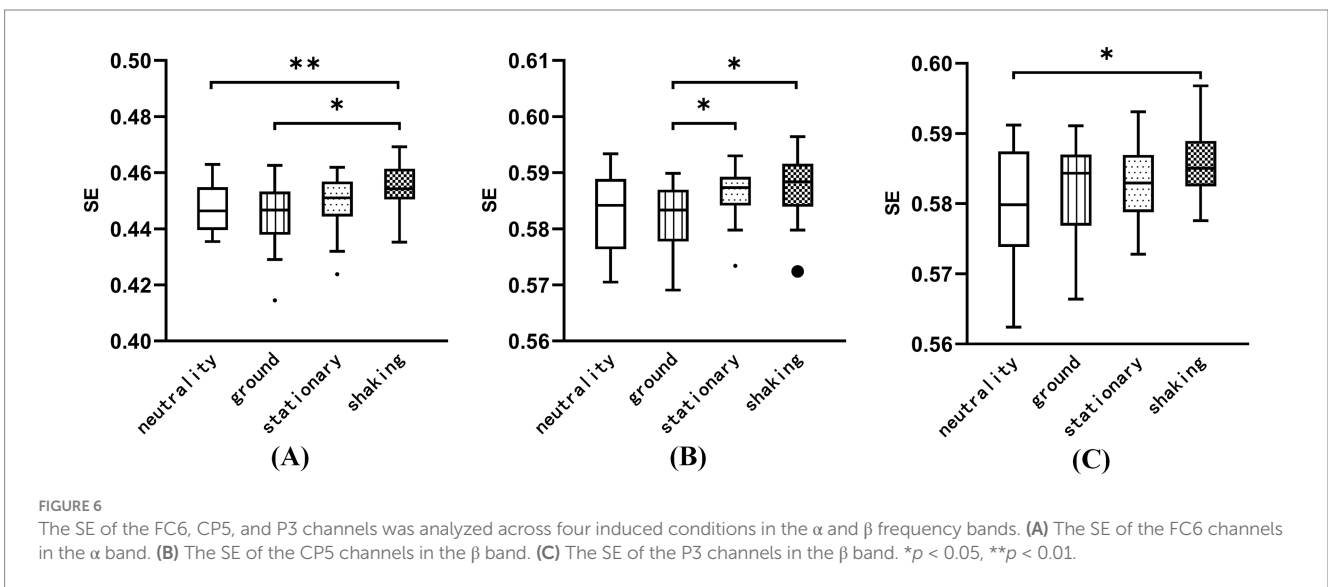 0.50
0.48
0.46
0.44
0.42
0.40
SE
**
*
neutrality
ground
stationary
shaking
(A)
0.61
0.60
0.59
0.58
0.57
0.56
SE
*
*
neutrality
ground
stationary
shaking
(B)
0.60
0.59
0.58
0.57
0.56
SE
*
neutrality
ground
stationary
shaking
(C)
FIGURE 6
The SE of the FC6, CP5, and P3 channels was analyzed across four induced conditions in the α and β frequency bands. (A) The SE of the FC6 channels
in the α band. (B) The SE of the CP5 channels in the β band. (C) The SE of the P3 channels in the β band. *p < 0.05, **p < 0.01.